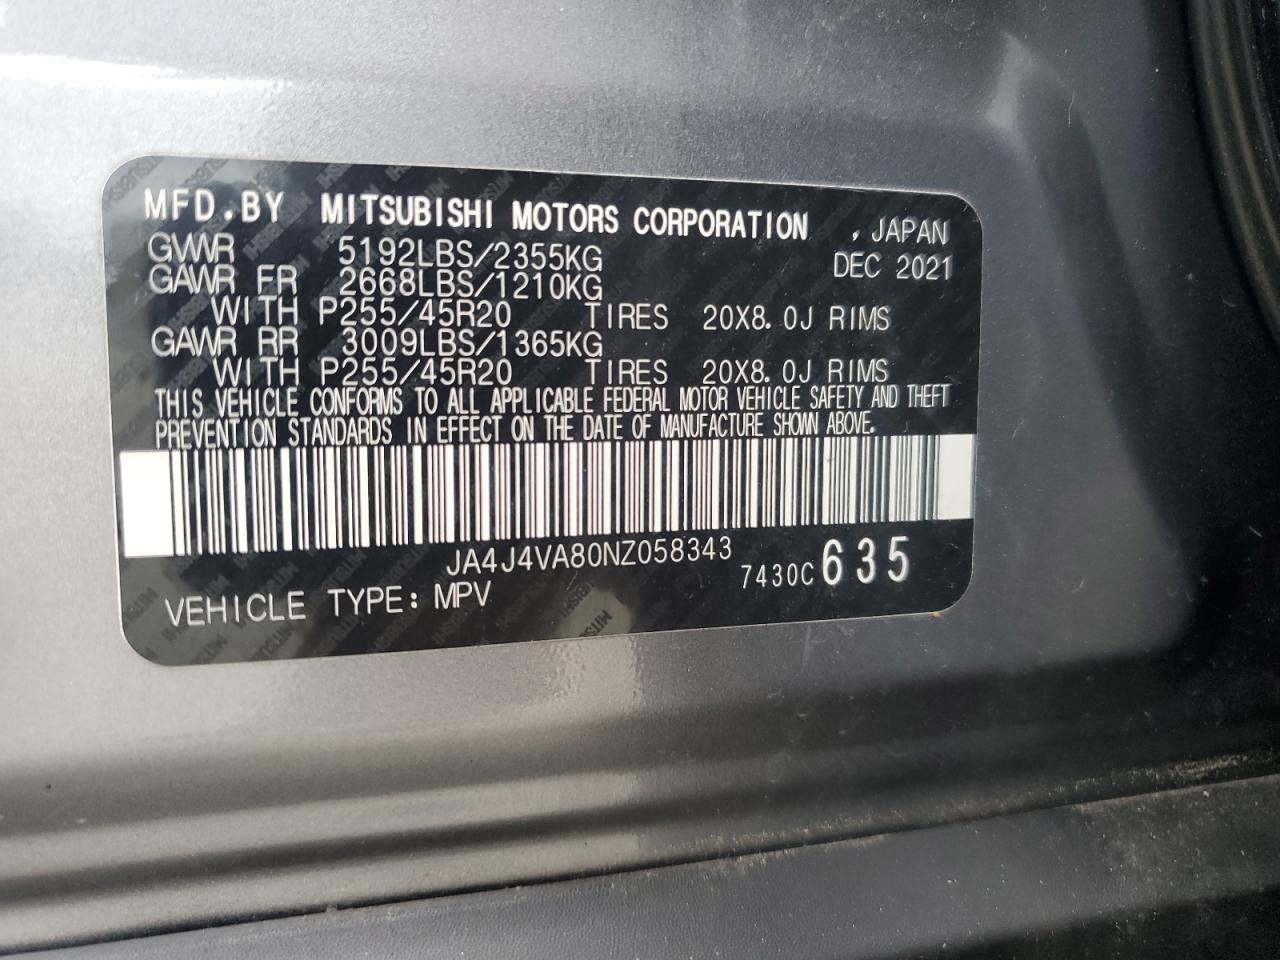 MFD.BY MITSUBISHI MOTORS CORPORATION , JAPAN
GVWR 5192LBS/2355KG DEC 2021
GAWR FR 2668LBS/1210KG
WITH P255/45R20 TIRES 20X8.0J RIMS
GAWR RR 3009LBS/1365KG
WITH P255/45R20 TIRES 20X8.0J RIMS
THIS VEHICLE CONFORMS TO ALL APPLICABLE FEDERAL MOTOR VEHICLE SAFETY AND THEFT
PREVENTION STANDARDS IN EFFECT ON THE DATE OF MANUFACTURE SHOWN ABOVE.
JA4J4VA80NZ058343
7430C 635
VEHICLE TYPE: MPV